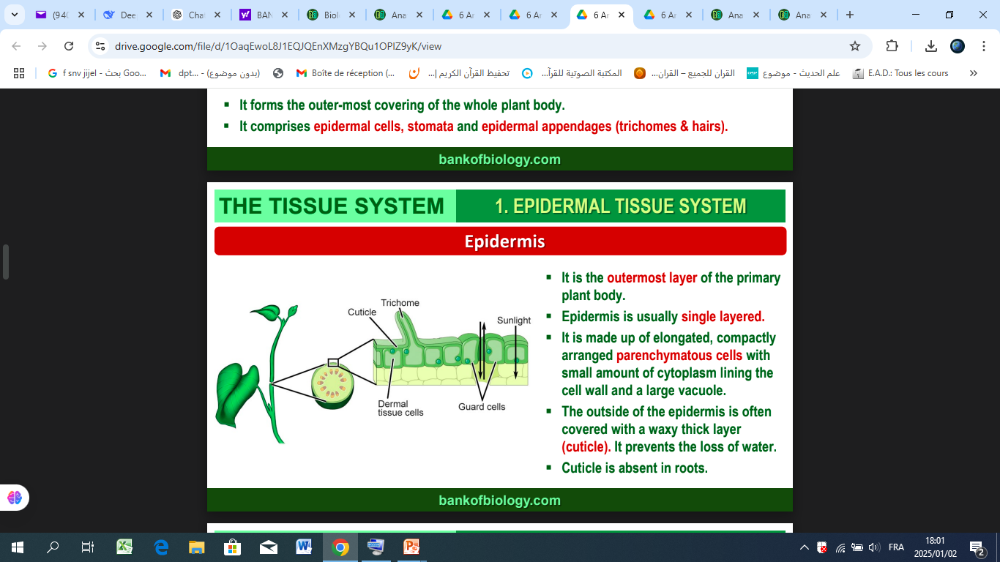 (94(
Dee
Cha
BAN
Biol
Ana
6 Ar
6 Ar
6 Ar
6 Ar
Ana
Ana
drive.google.com/file/d/1OaqEwoL8J1EQJQEnXMzgYBQu1OPlZ9yK/view
f snv jijel - بحث Goo...
dpt... - (بدون موضوع)
Boîte de réception (...
تحفيظ القرآن الكريم |...
المكتبة الصوتية للقرآ...
القران للجميع – القران...
علم الحديث - موضوع
E.A.D.: Tous les cours
»
▪ It forms the outer-most covering of the whole plant body.
▪ It comprises epidermal cells, stomata and epidermal appendages (trichomes & hairs).
bankofbiology.com
THE TISSUE SYSTEM
1. EPIDERMAL TISSUE SYSTEM
Epidermis
Trichome
Cuticle
Sunlight
Dermal
tissue cells
Guard cells
▪ It is the outermost layer of the primary
plant body.
▪ Epidermis is usually single layered.
▪ It is made up of elongated, compactly
arranged parenchymatous cells with
small amount of cytoplasm lining the
cell wall and a large vacuole.
▪ The outside of the epidermis is often
covered with a waxy thick layer
(cuticle). It prevents the loss of water.
▪ Cuticle is absent in roots.
bankofbiology.com
FRA
18:01
2025/01/02
2